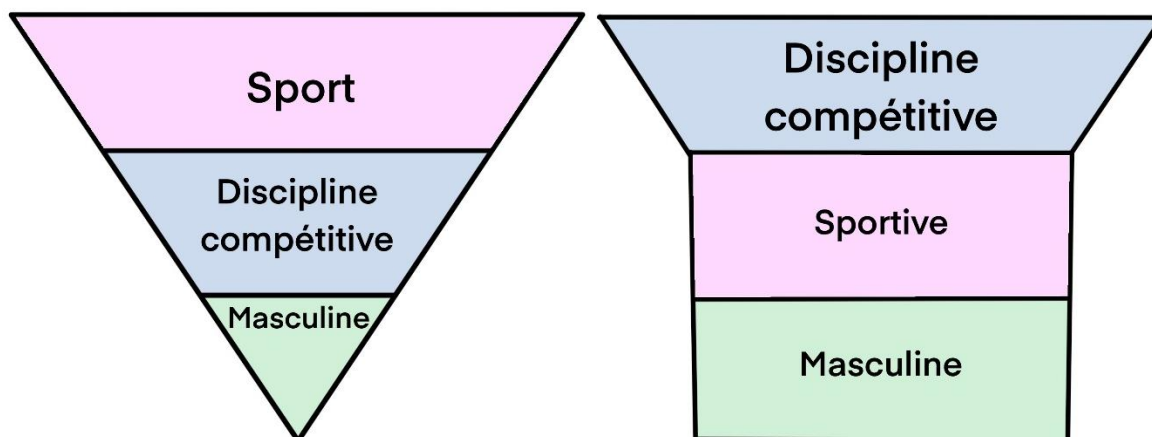 Sport
Discipline
compétitive
Masculine
Discipline
compétitive
Sportive
Masculine